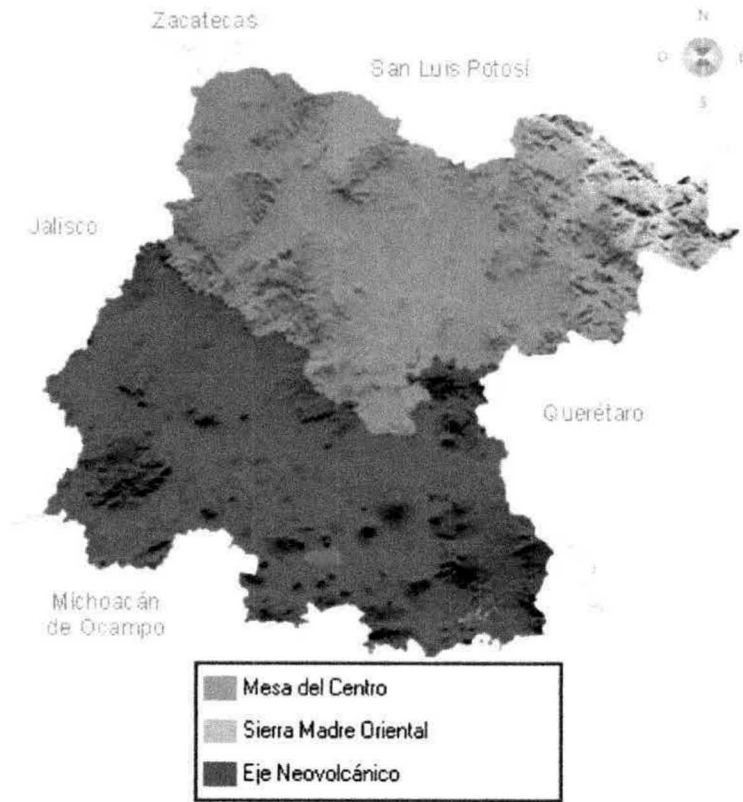 Zacatecas
N
San Luis Potosí
O
S
Jalisco
Querétaro
Michoacán
de Ocampo
Mesa del Centro
Sierra Madre Oriental
Eje Neovolcánico